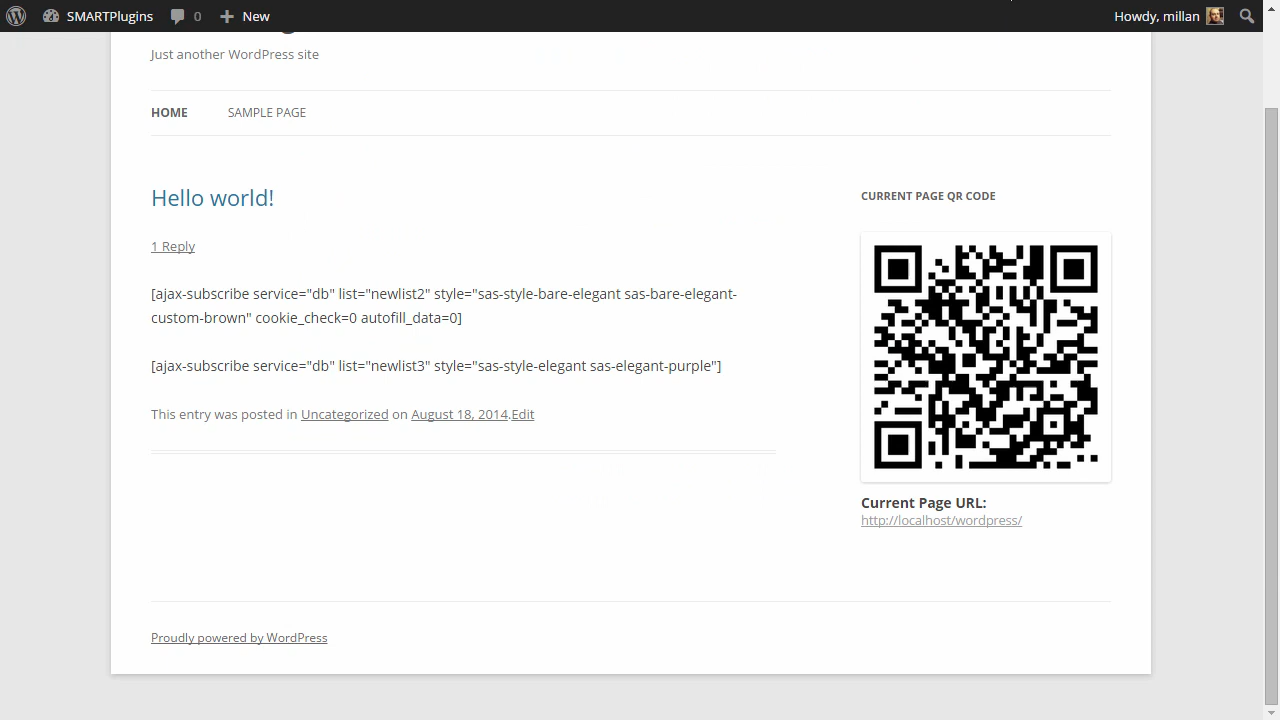 SMARTPlugins 0 New Howdy, millan
Just another WordPress site
HOME SAMPLE PAGE
Hello world!
1 Reply
[ajax-subscribe service="db" list="newlist2" style="sas-style-bare-elegant sas-bare-elegant-
custom-brown" cookie_check=0 autofill_data=0]
[ajax-subscribe service="db" list="newlist3" style="sas-style-elegant sas-elegant-purple"]
This entry was posted in Uncategorized on August 18, 2014.Edit
CURRENT PAGE QR CODE
Current Page URL:
http://localhost/wordpress/
Proudly powered by WordPress